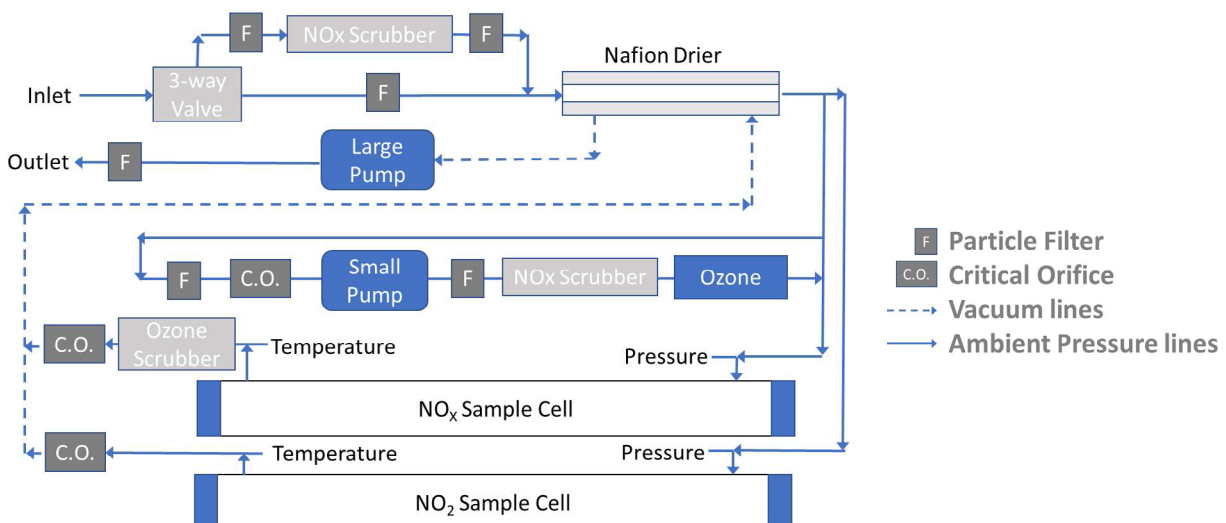 F
NOx Scrubber
F
Nafion Drier
Inlet
3-way
Valve
F
Outlet
F
Large
Pump
F
C.O.
Small
Pump
F
NOx Scrubber
Ozone
F Particle Filter
C.O. Critical Orifice
Vacuum lines
Ambient Pressure lines
C.O.
Ozone
Scrubber
Temperature
Pressure
NOX Sample Cell
C.O.
Temperature
Pressure
NO2 Sample Cell